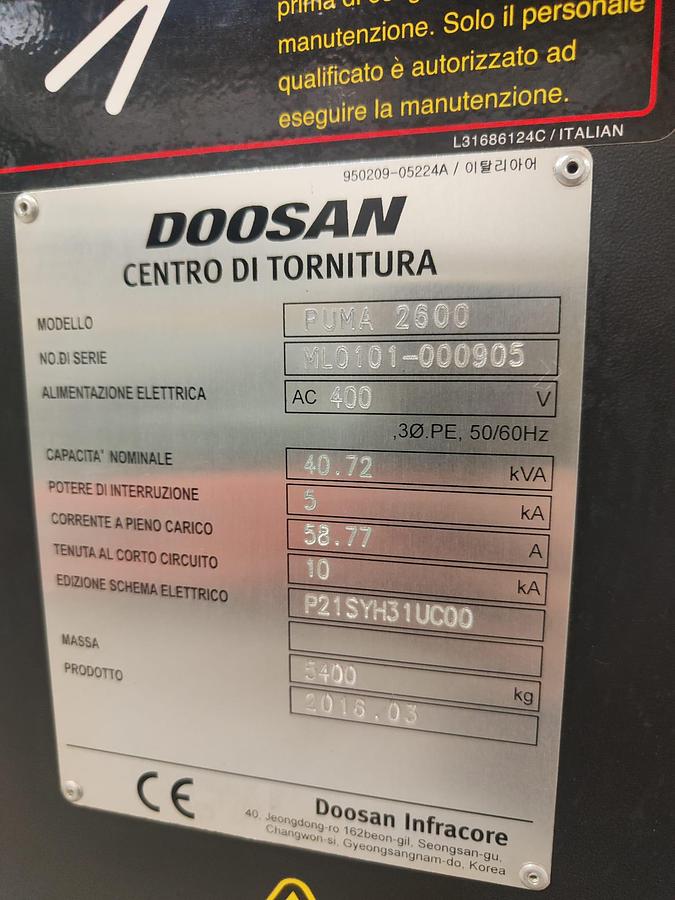 prima di
manutenzione. Solo il personale
qualificato è autorizzato ad
eseguire la manutenzione.
L31686124C / ITALIAN
950209-05224A / 이탈리아어
DOOSAN
CENTRO DI TORNITURA
MODELLO PUMA 2600
NO.DI SERIE ML0101-000905
ALIMENTAZIONE ELETTRICA AC 400 V
,3Ø.PE, 50/60Hz
CAPACITA' NOMINALE 40.72 kVA
POTERE DI INTERRUZIONE 5 kA
CORRENTE A PIENO CARICO 58.77 A
TENUTA AL CORTO CIRCUITO 10 kA
EDIZIONE SCHEMA ELETTRICO P21SYH31UC00
MASSA 5400 kg
PRODOTTO 2016.03
CE
Doosan Infracore
40, Jeongdong-ro 162beon-gil, Seongsan-gu,
Changwon-si, Gyeongsangnam-do, Korea